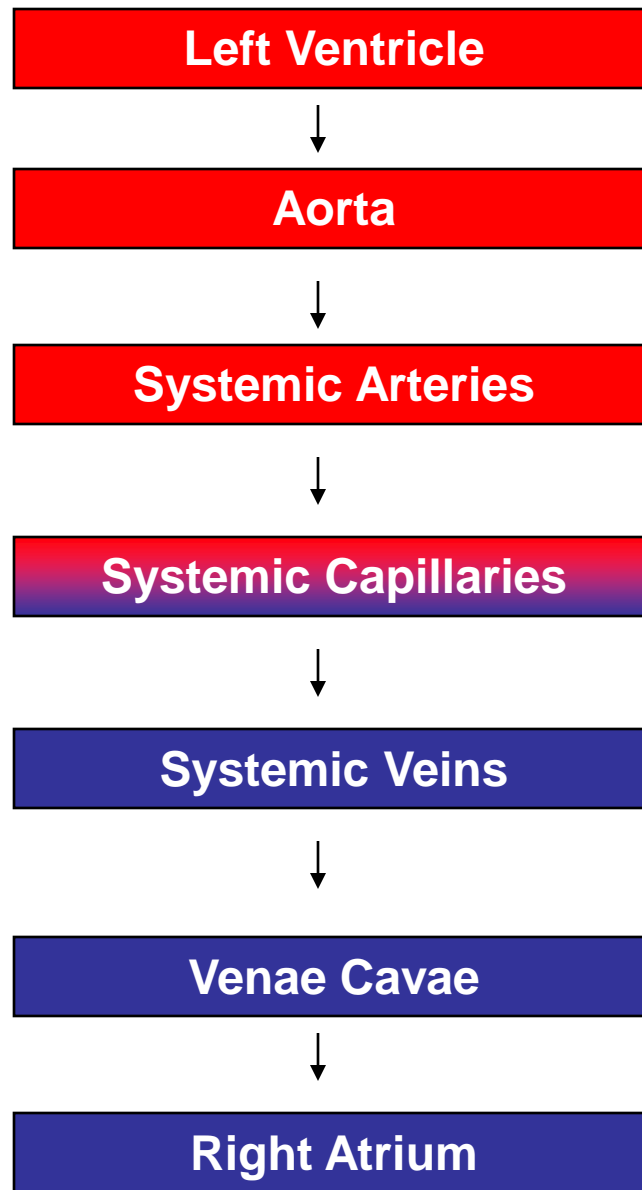 Left Ventricle
Aorta
Systemic Arteries
Systemic Capillaries
Systemic Veins
Venae Cavae
Right Atrium